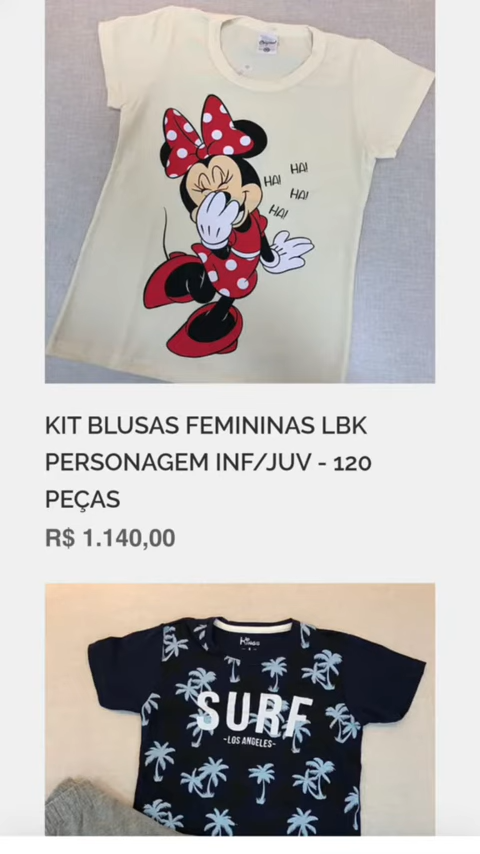 HA! HA!
HA!
HA!
KIT BLUSAS FEMININAS LBK
PERSONAGEM INF/JUV - 120
PEÇAS
R$ 1.140,00
SURF
-LOS ANGELES-